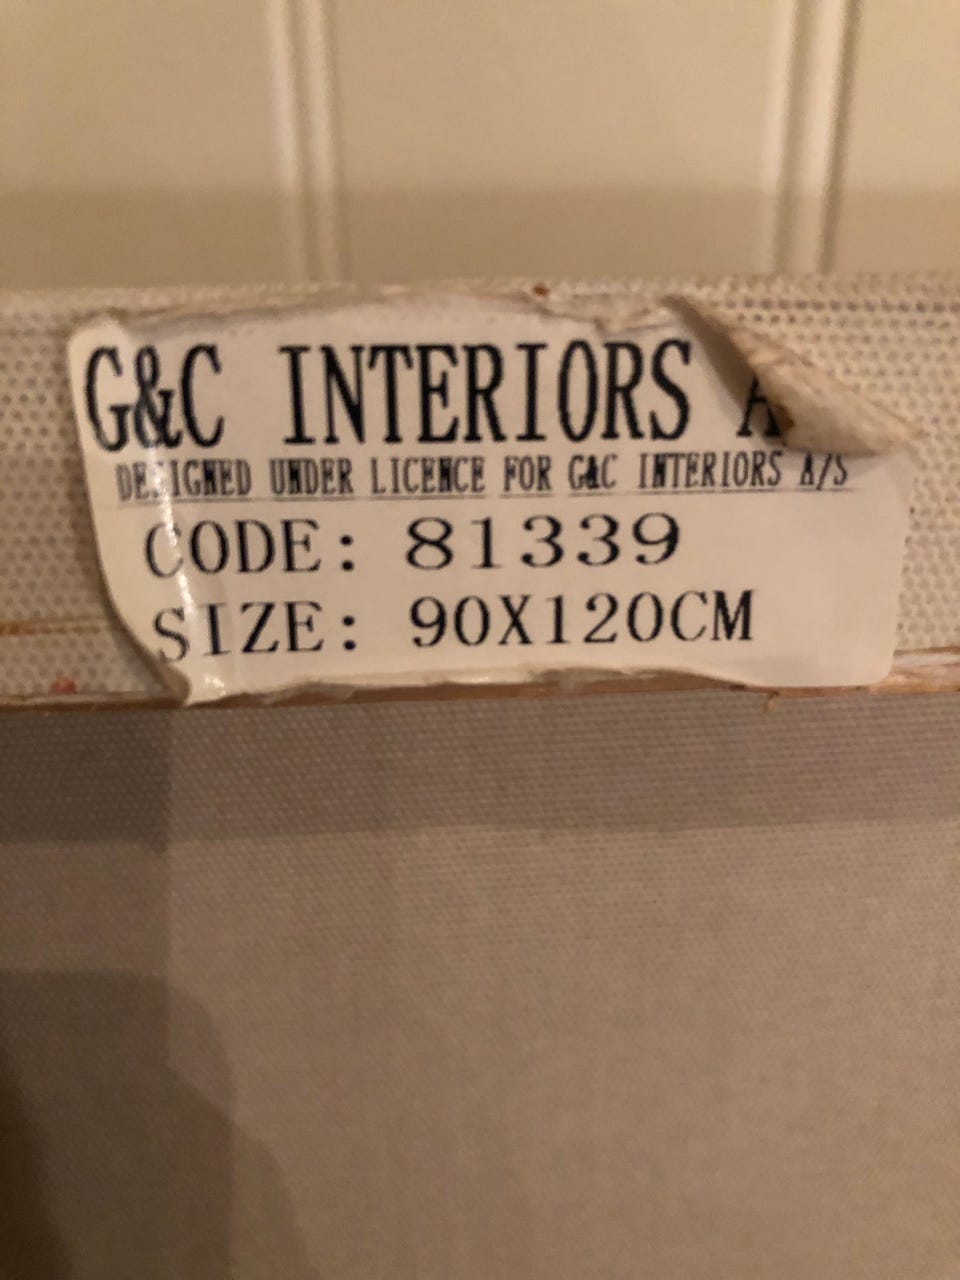 G&C INTERIORS A
DESIGNED UNDER LICENCE FOR G&C INTERIORS A/S
CODE: 81339
SIZE: 90X120CM